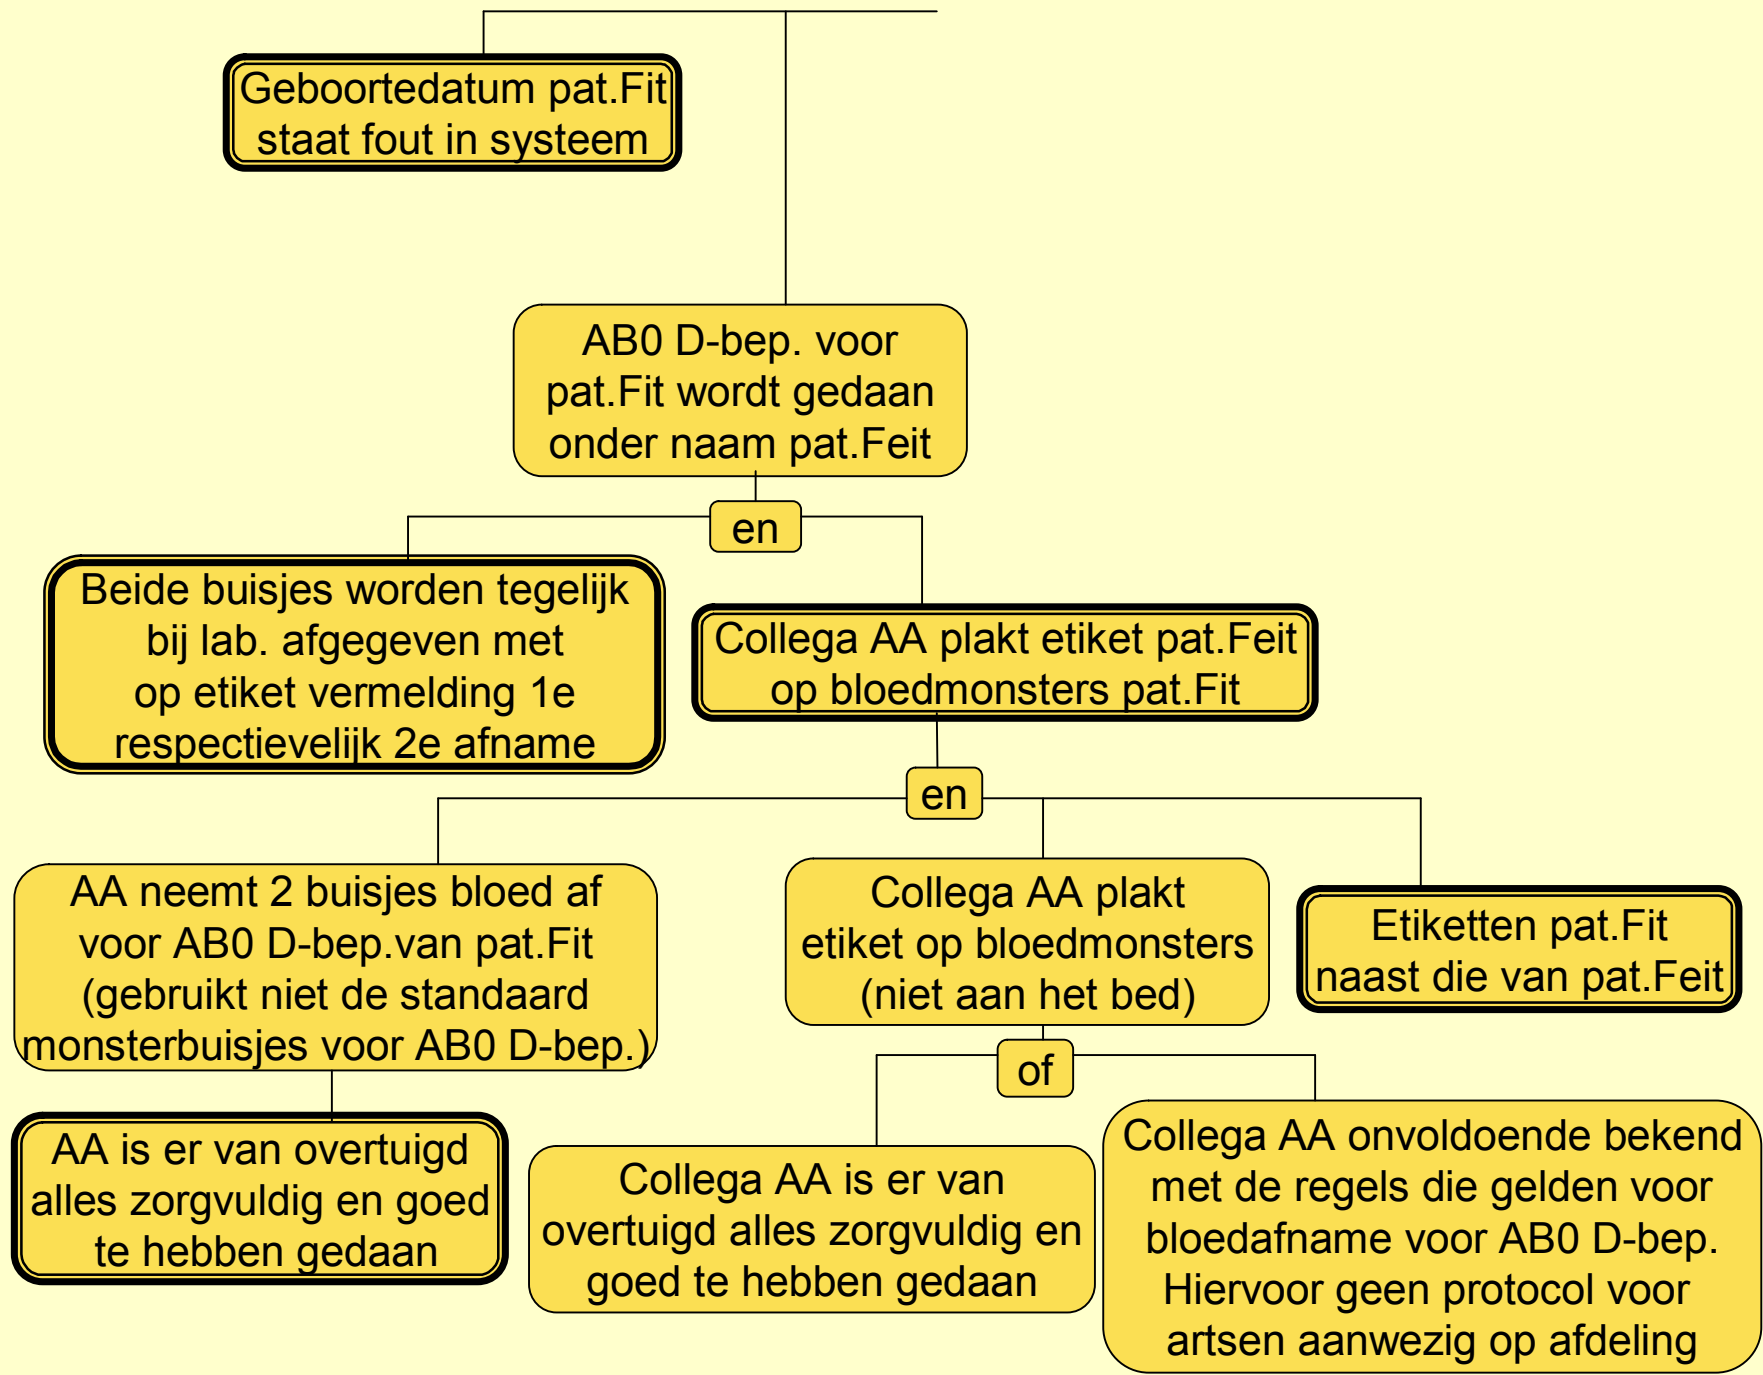 Geboortedatum pat.Fit
staat fout in systeem
AB0 D-bep. voor
pat.Fit wordt gedaan
onder naam pat.Feit
en
Beide buisjes worden tegelijk
bij lab. afgegeven met
op etiket vermelding 1e
respectievelijk 2e afname
Collega AA plakt etiket pat.Feit
op bloedmonsters pat.Fit
en
AA neemt 2 buisjes bloed af
voor AB0 D-bep.van pat.Fit
(gebruikt niet de standaard
monsterbuisjes voor AB0 D-bep.)
Collega AA plakt
etiket op bloedmonsters
(niet aan het bed)
Etiketten pat.Fit
naast die van pat.Feit
of
AA is er van overtuigd
alles zorgvuldig en goed
te hebben gedaan
Collega AA is er van
overtuigd alles zorgvuldig en
goed te hebben gedaan
Collega AA onvoldoende bekend
met de regels die gelden voor
bloedafname voor AB0 D-bep.
Hiervoor geen protocol voor
artsen aanwezig op afdeling